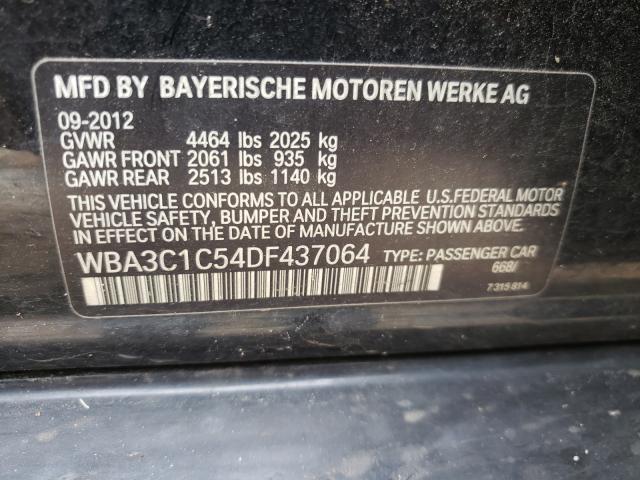 MFD BY BAYERISCHE MOTOREN WERKE AG
09-2012
GVWR 4464 lbs 2025 kg
GAWR FRONT 2061 lbs 935 kg
GAWR REAR 2513 lbs 1140 kg
THIS VEHICLE CONFORMS TO ALL APPLICABLE U.S.FEDERAL MOTOR
VEHICLE SAFETY, BUMPER AND THEFT PREVENTION STANDARDS
IN EFFECT ON THE DATE OF MANUFACTURE SHOWN ABOVE.
WBA3C1C54DF437064 TYPE: PASSENGER CAR
668/
7319814